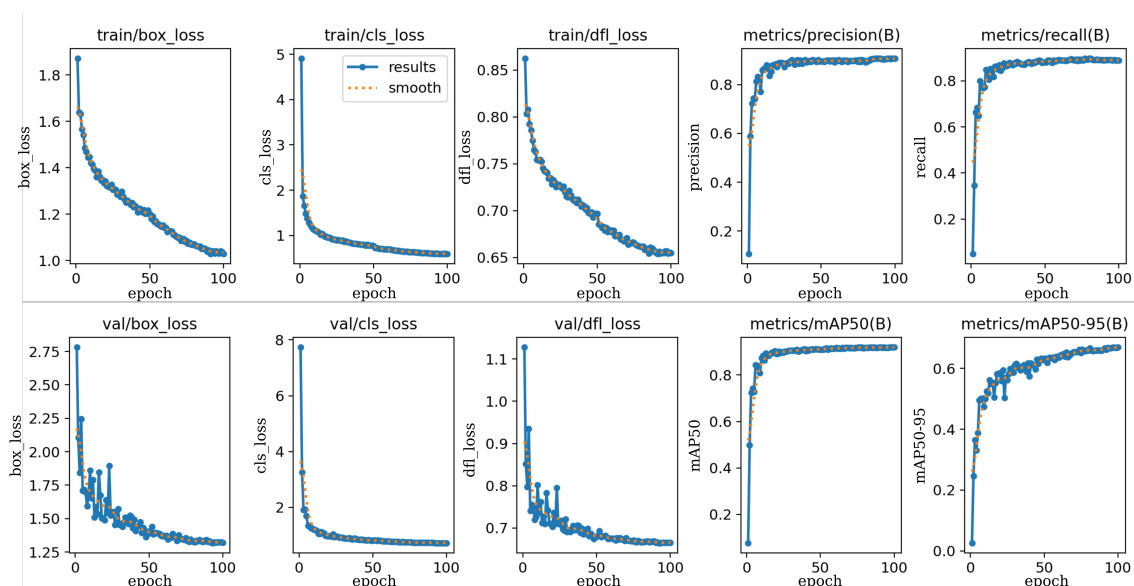 train/box_loss
train/cls_loss
train/dfl_loss
metrics/precision(B)
metrics/recall(B)
box_loss
1.8
1.6
1.4
1.2
1.0
0
50
100
epoch
cls_loss
5
4
3
2
1
results
smooth
0
50
100
epoch
dfl_loss
0.85
0.80
0.75
0.70
0.65
0
50
100
epoch
precision
0.8
0.6
0.4
0.2
0
50
100
epoch
recall
0.8
0.6
0.4
0.2
0
50
100
epoch
val/box_loss
val/cls_loss
val/dfl_loss
metrics/mAP50(B)
metrics/mAP50-95(B)
box_loss
2.75
2.50
2.25
2.00
1.75
1.50
1.25
0
50
100
epoch
cls_loss
8
6
4
2
0
50
100
epoch
dfl_loss
1.1
1.0
0.9
0.8
0.7
0
50
100
epoch
mAP50
0.8
0.6
0.4
0.2
0
50
100
epoch
mAP50-95
0.6
0.4
0.2
0.0
0
50
100
epoch